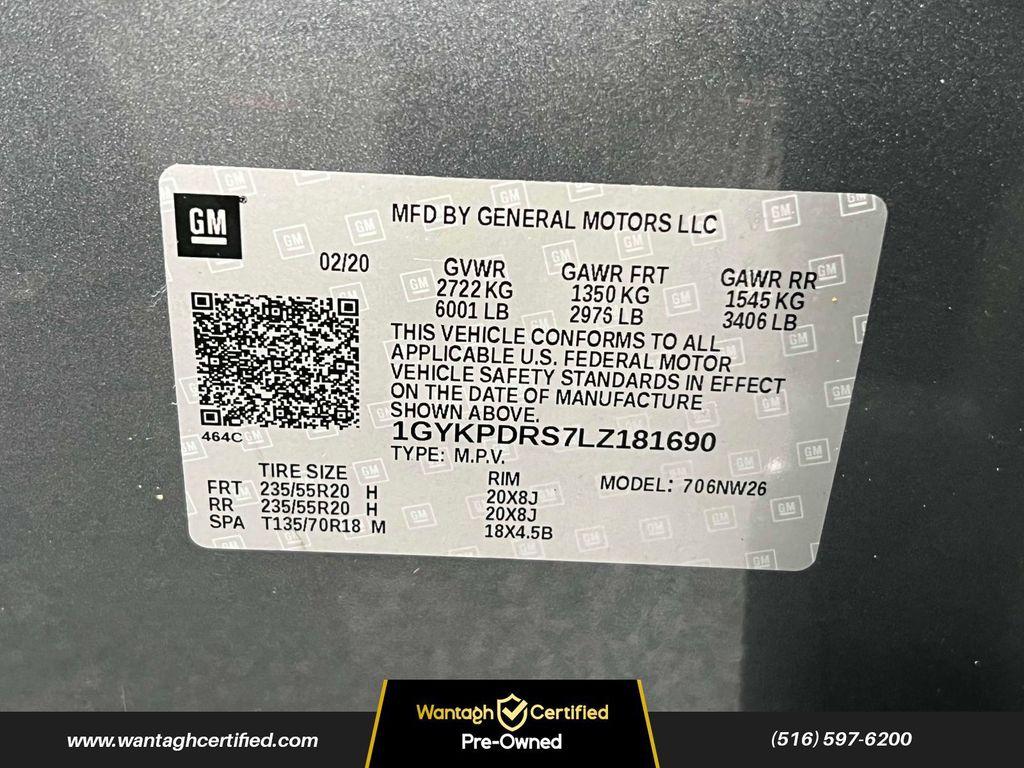 GM
MFD BY GENERAL MOTORS LLC
02/20
GVWR GAWR FRT GAWR RR
2722 KG 1350 KG 1545 KG
6001 LB 2976 LB 3406 LB
THIS VEHICLE CONFORMS TO ALL
APPLICABLE U.S. FEDERAL MOTOR
VEHICLE SAFETY STANDARDS IN EFFECT
ON THE DATE OF MANUFACTURE
SHOWN ABOVE.
464C
1GYKPDRS7LZ181690
TYPE: M.P.V.
TIRE SIZE RIM MODEL: 706NW26
FRT 235/55R20 H 20X8J
RR 235/55R20 H 20X8J
SPA T135/70R18 M 18X4.5B
www.wantaghcertified.com
Wantagh Certified
Pre-Owned
(516) 597-6200